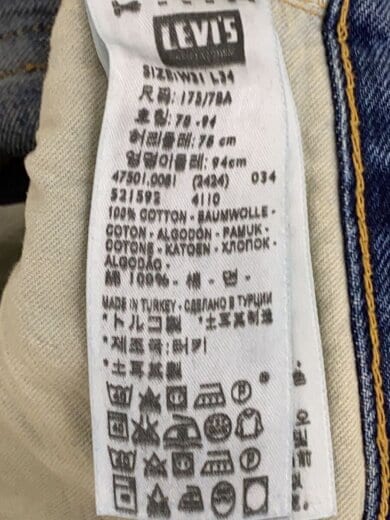 LEVI'S
SIZE:W31 L34
尺码: 175/78A
호칭: 78 -94
허리둘레: 78 cm
엉덩이둘레: 94cm
47501.0081 (2424) 034
521592 4110
100% COTTON - BAUMWOLLE -
COTON - ALGODÓN - PAMUK -
COTONE - KATOEN - ХЛОПОК -
ALGODÃO -
綿 100% - 棉 - 면 -
MADE IN TURKEY - СДЕЛАНО В ТУРЦИИ
*トルコ製 *土耳其制造
*제조국:터키
*土耳其製